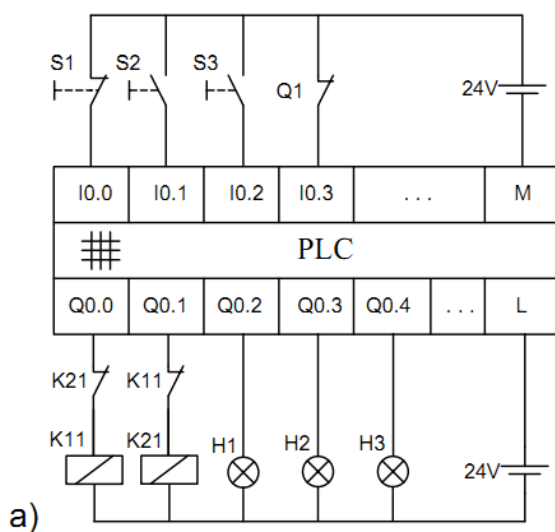 S1 S2 S3 Q1 24V
I0.0 I0.1 I0.2 I0.3 . . . M
PLC
Q0.0 Q0.1 Q0.2 Q0.3 Q0.4 . . . L
K21 K11
K11 K21 H1 H2 H3 24V
a)